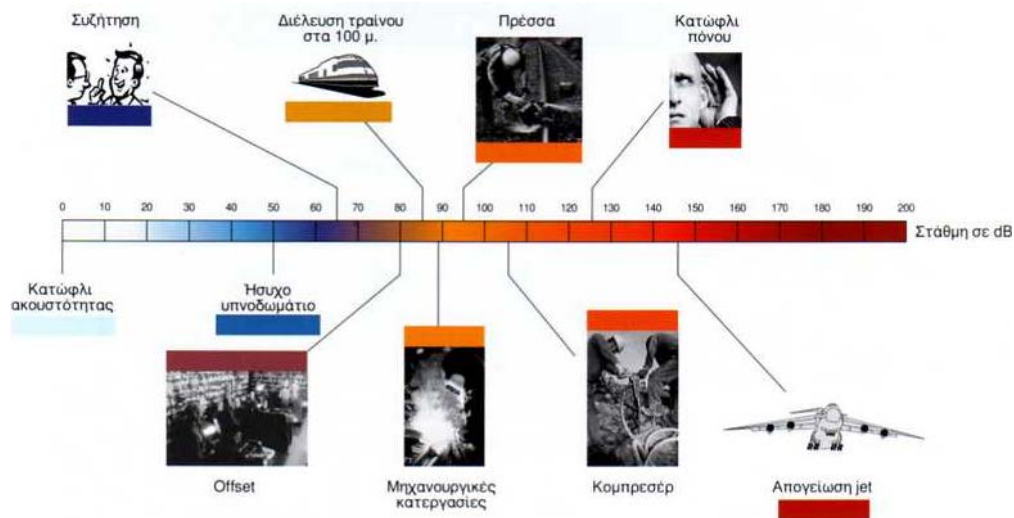 Συζήτηση
Διέλευση τραίνου
στα 100 μ.
Πρέσσα
Κατώφλι
πόνου
0 10 20 30 40 50 60 70 80 90 100 110 120 130 140 150 160 170 180 190 200
Στάθμη σε dB
Κατώφλι
ακουστότητας
Ήσυχο
υπνοδωμάτιο
Offset
Μηχανουργικές
κατεργασίες
Κομπρεσέρ
Απογείωση jet